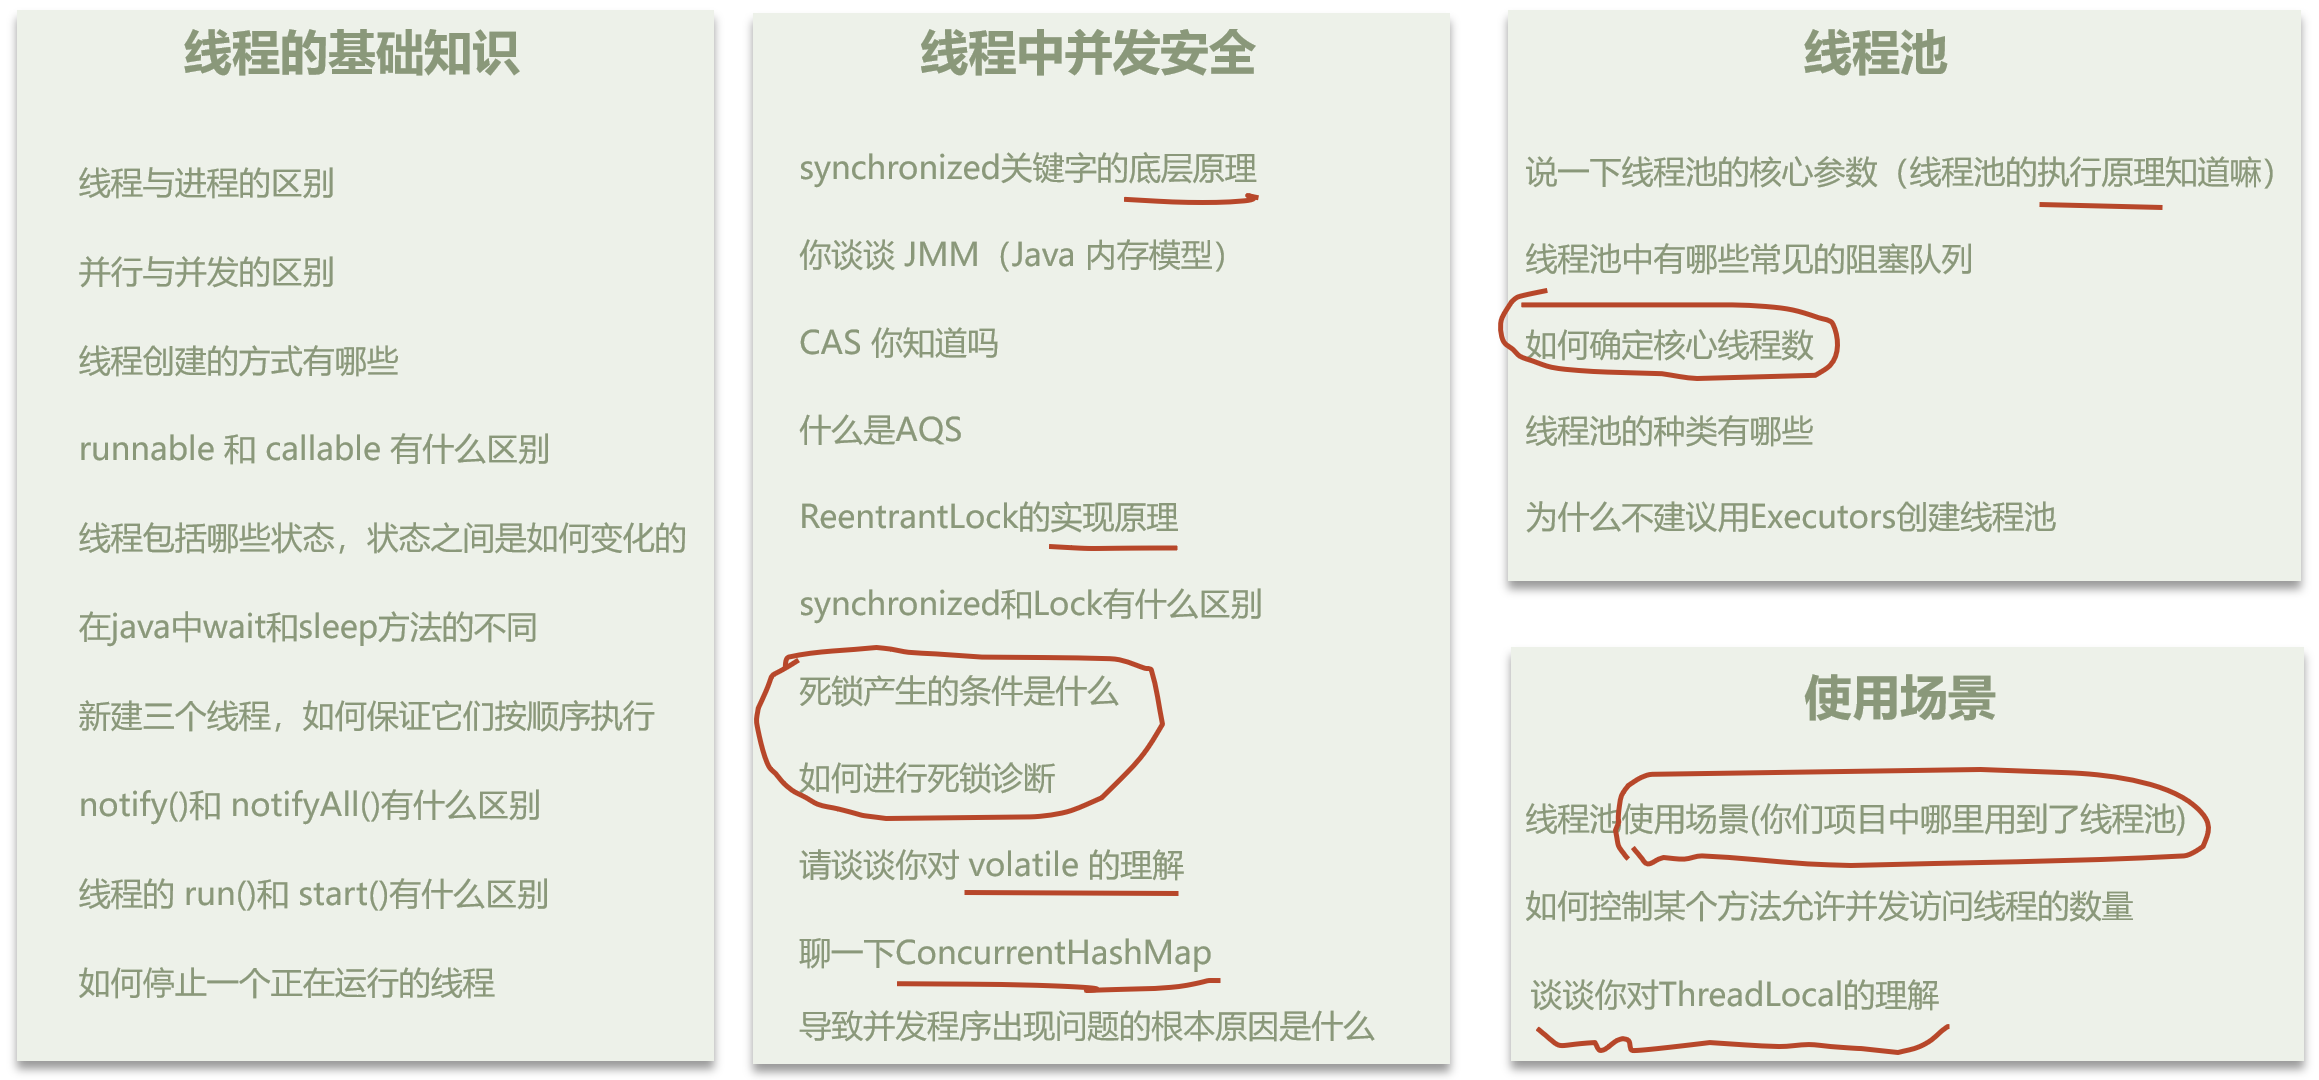 线程的基础知识
线程与进程的区别
并行与并发的区别
线程创建的方式有哪些
runnable 和 callable 有什么区别
线程包括哪些状态，状态之间是如何变化的
在java中wait和sleep方法的不同
新建三个线程，如何保证它们按顺序执行
notify()和 notifyAll()有什么区别
线程的 run()和 start()有什么区别
如何停止一个正在运行的线程
线程中并发安全
synchronized关键字的底层原理
你谈谈 JMM（Java 内存模型）
CAS 你知道吗
什么是AQS
ReentrantLock的实现原理
synchronized和Lock有什么区别
死锁产生的条件是什么
如何进行死锁诊断
请谈谈你对 volatile 的理解
聊一下ConcurrentHashMap
导致并发程序出现问题的根本原因是什么
线程池
说一下线程池的核心参数（线程池的执行原理知道嘛）
线程池中有哪些常见的阻塞队列
如何确定核心线程数
线程池的种类有哪些
为什么不建议用Executors创建线程池
使用场景
线程池使用场景(你们项目中哪里用到了线程池)
如何控制某个方法允许并发访问线程的数量
谈谈你对ThreadLocal的理解